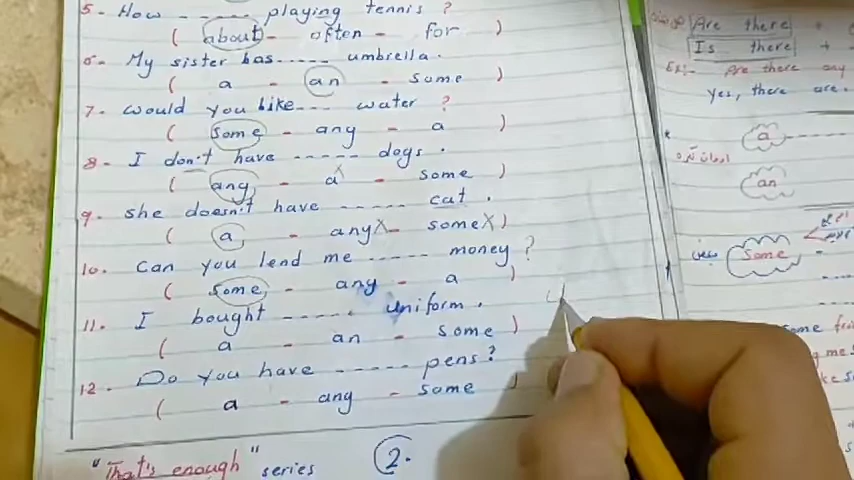 5- How ------ playing tennis ?
( about - often - for )
6- My sister has ------ umbrella .
( a - an - some )
7- would you like ---- water ?
( some - any - a )
8- I don't have ------ dogs .
( any - a - some )
9- she doesn't have ------ cat .
( a - any - some )
10- can you lend me ------ money ?
( some - any - a )
11- I bought ------ uniform .
( a - an - some )
12- Do you have ------ pens ?
( a - any - some )
"That's enough" series
2.
Are there
Is there +
Ex:- Are there any
Yes, there are.
a
an
Some